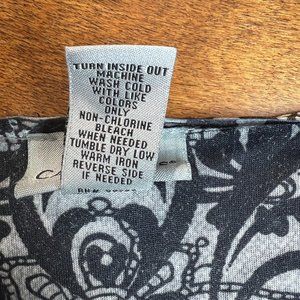 TURN INSIDE OUT
MACHINE
WASH COLD
WITH LIKE
COLORS
ONLY
NON-CHLORINE
BLEACH
WHEN NEEDED
TUMBLE DRY LOW
WARM IRON
REVERSE SIDE
IF NEEDED